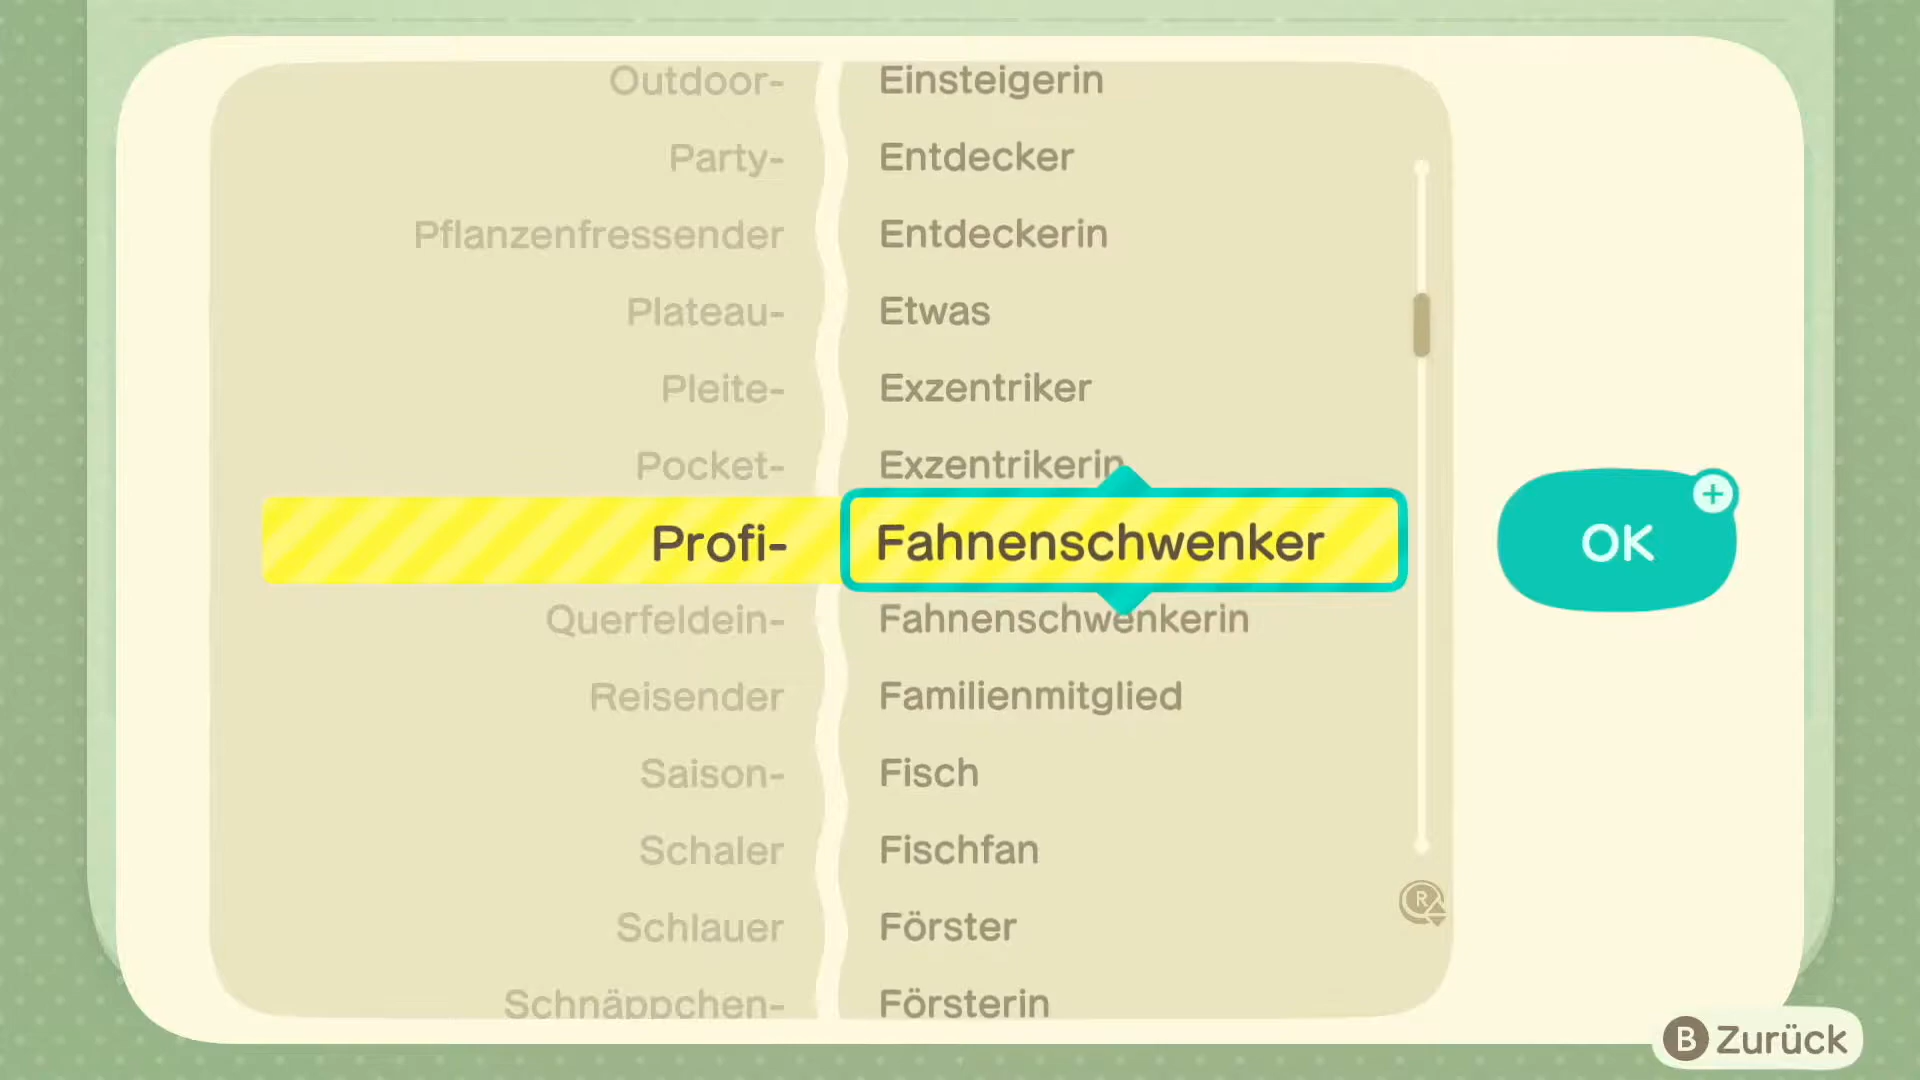 Outdoor- Einsteigerin
Party- Entdecker
Pflanzenfressender Entdeckerin
Plateau- Etwas
Pleite- Exzentriker
Pocket- Exzentrikerin
Profi- Fahnenschwenker
OK
Querfeldein- Fahnenschwenkerin
Reisender Familienmitglied
Saison- Fisch
Schaler Fischfan
R
Schlauer Förster
Schnäppchen- Försterin
B Zurück